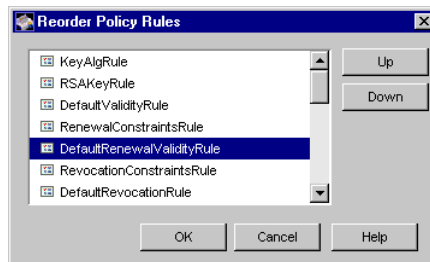 Reorder Policy Rules
KeyAlgRule
RSAKeyRule
DefaultValidityRule
RenewalConstraintsRule
DefaultRenewalValidityRule
RevocationConstraintsRule
DefaultRevocationRule
Up
Down
OK Cancel Help